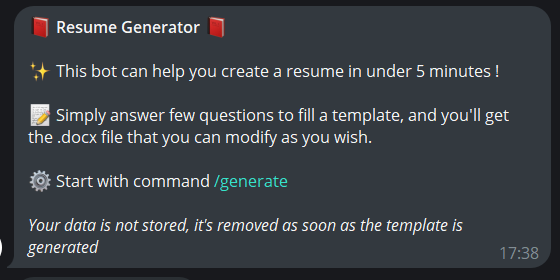 📕 Resume Generator 📕
✨ This bot can help you create a resume in under 5 minutes !
📝 Simply answer few questions to fill a template, and you'll get
the .docx file that you can modify as you wish.
⚙️ Start with command /generate
Your data is not stored, it's removed as soon as the template is
generated
17:38